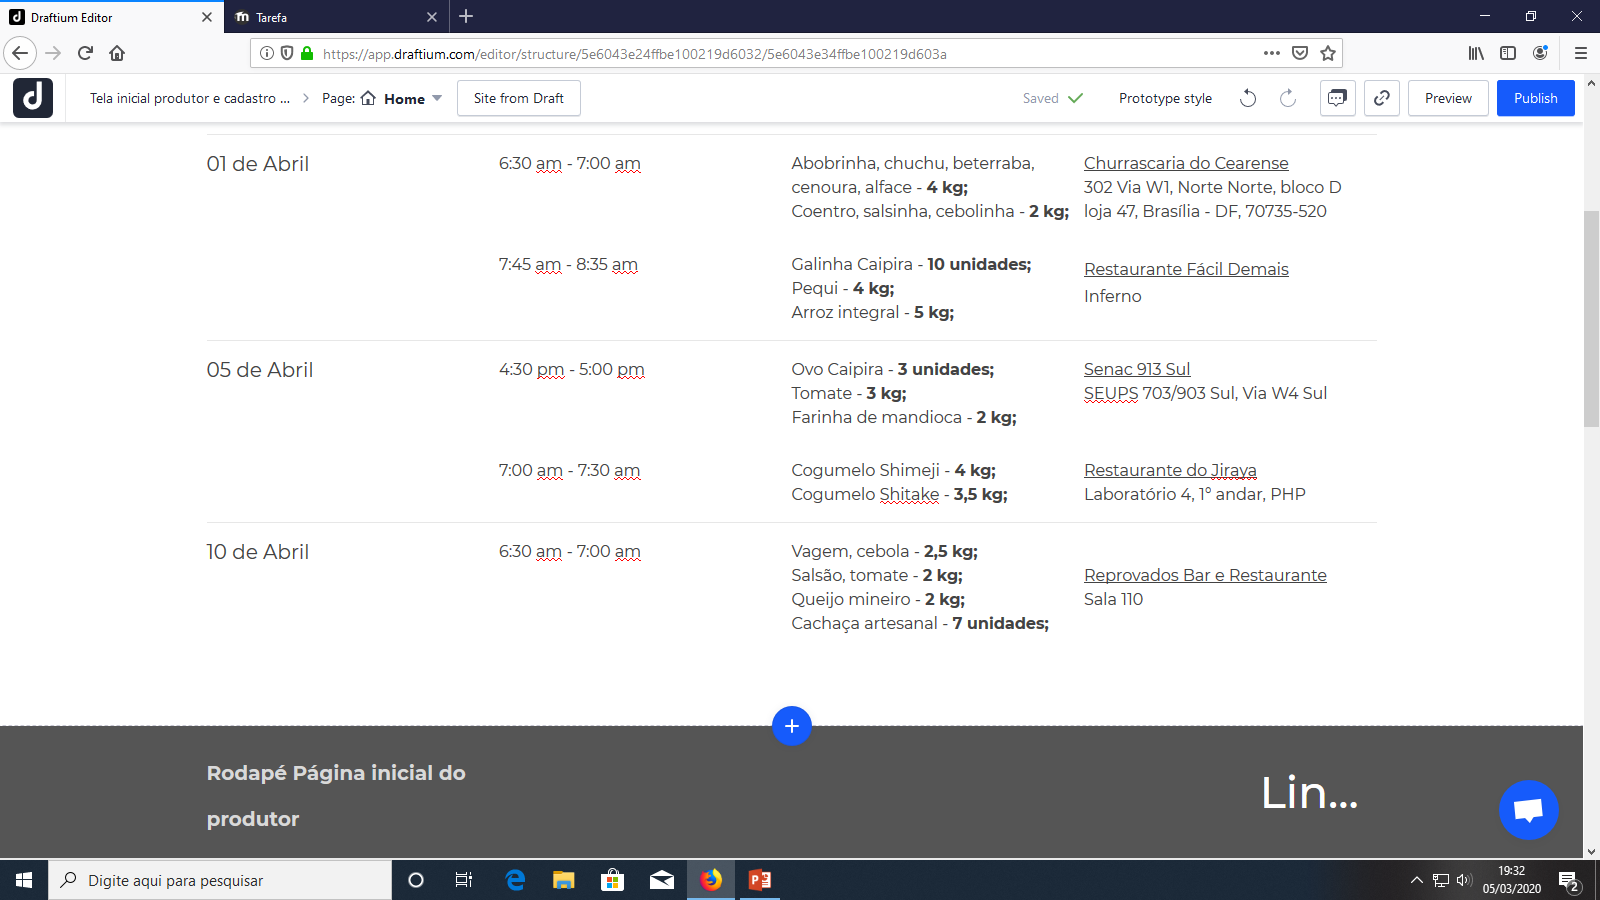 Draftium Editor
Tarefa
https://app.draftium.com/editor/structure/5e6043e24ffbe100219d6032/5e6043e34ffbe100219d603a
d
Tela inicial produtor e cadastro ...
Page: Home
Site from Draft
Saved
Prototype style
Preview
Publish
01 de Abril
6:30 am - 7:00 am
Abobrinha, chuchu, beterraba,
cenoura, alface - 4 kg;
Coentro, salsinha, cebolinha - 2 kg;
Churrascaria do Cearense
302 Via W1, Norte Norte, bloco D
loja 47, Brasília - DF, 70735-520
7:45 am - 8:35 am
Galinha Caipira - 10 unidades;
Pequi - 4 kg;
Arroz integral - 5 kg;
Restaurante Fácil Demais
Inferno
05 de Abril
4:30 pm - 5:00 pm
Ovo Caipira - 3 unidades;
Tomate - 3 kg;
Farinha de mandioca - 2 kg;
Senac 913 Sul
SEUPS 703/903 Sul, Via W4 Sul
7:00 am - 7:30 am
Cogumelo Shimeji - 4 kg;
Cogumelo Shitake - 3,5 kg;
Restaurante do Jiraya
Laboratório 4, 1º andar, PHP
10 de Abril
6:30 am - 7:00 am
Vagem, cebola - 2,5 kg;
Salsão, tomate - 2 kg;
Queijo mineiro - 2 kg;
Cachaça artesanal - 7 unidades;
Reprovados Bar e Restaurante
Sala 110
Rodapé Página inicial do
produtor
Lin...
Digite aqui para pesquisar
19:32
05/03/2020
2